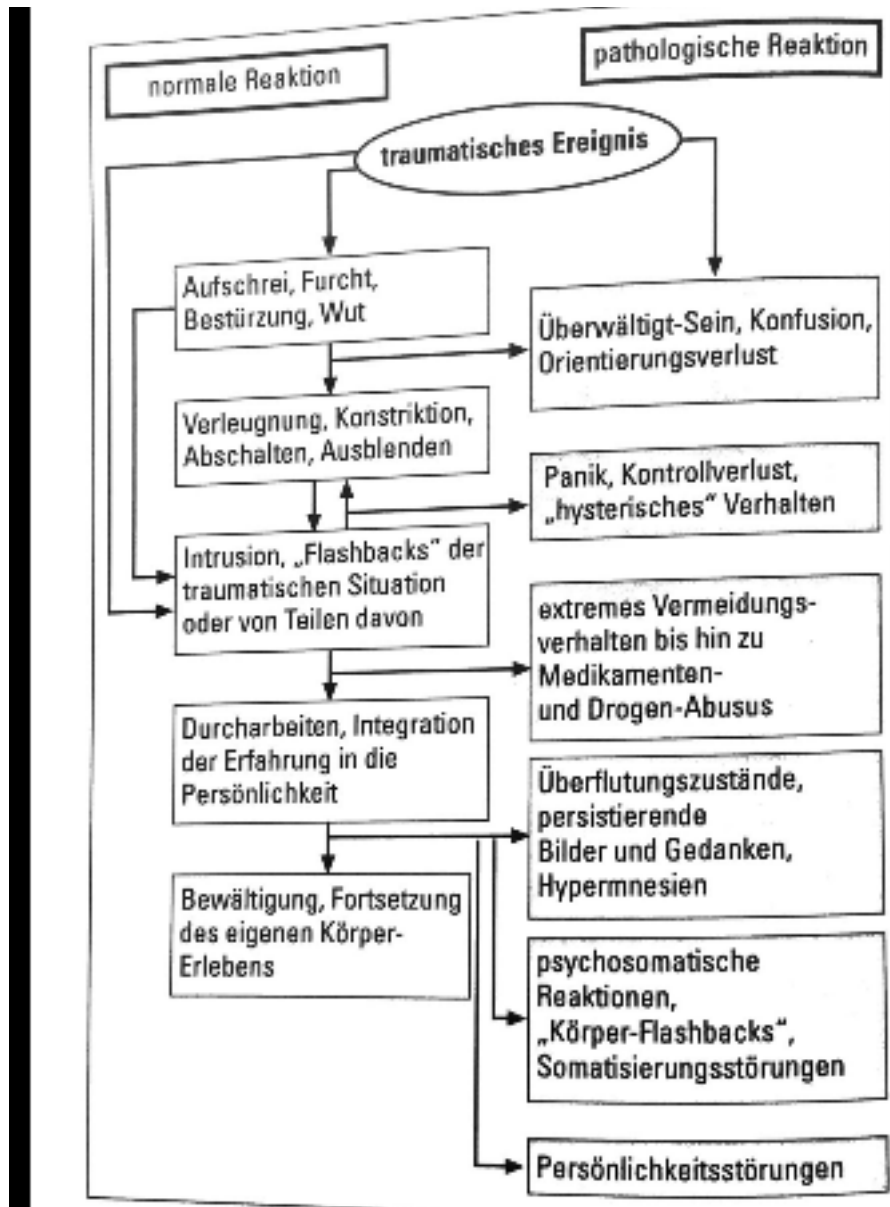 normale Reaktion
pathologische Reaktion
traumatisches Ereignis
Aufschrei, Furcht,
Bestürzung, Wut
Überwältigt-Sein, Konfusion,
Orientierungsverlust
Verleugnung, Konstriktion,
Abschalten, Ausblenden
Panik, Kontrollverlust,
„hysterisches“ Verhalten
Intrusion, „Flashbacks“ der
traumatischen Situation
oder von Teilen davon
extremes Vermeidungs-
verhalten bis hin zu
Medikamenten-
und Drogen-Abusus
Durcharbeiten, Integration
der Erfahrung in die
Persönlichkeit
Überflutungszustände,
persistierende
Bilder und Gedanken,
Hypermnesien
Bewältigung, Fortsetzung
des eigenen Körper-
Erlebens
psychosomatische
Reaktionen,
„Körper-Flashbacks“,
Somatisierungsstörungen
Persönlichkeitsstörungen